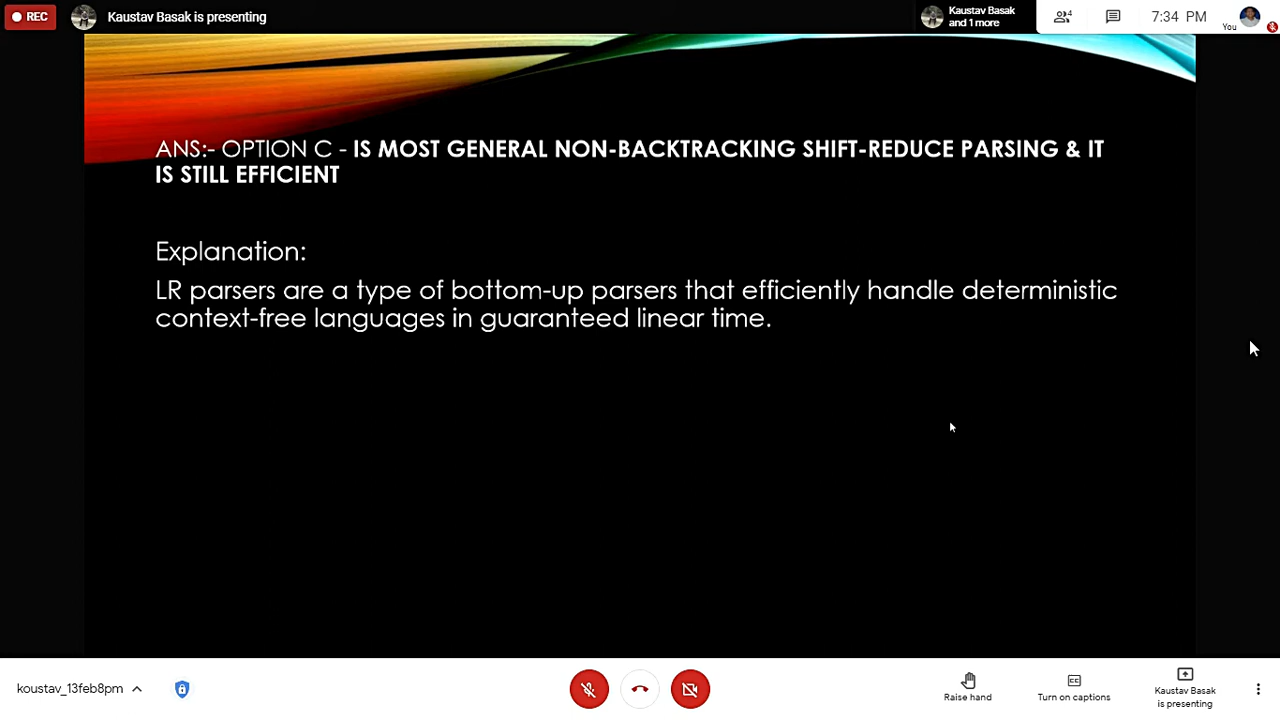 REC
Kaustav Basak is presenting
Kaustav Basak
and 1 more
4
7:34 PM
You
ANS:- OPTION C - IS MOST GENERAL NON-BACKTRACKING SHIFT-REDUCE PARSING & IT
IS STILL EFFICIENT
Explanation:
LR parsers are a type of bottom-up parsers that efficiently handle deterministic
context-free languages in guaranteed linear time.
koustav_13feb8pm
Raise hand
Turn on captions
Kaustav Basak
is presenting